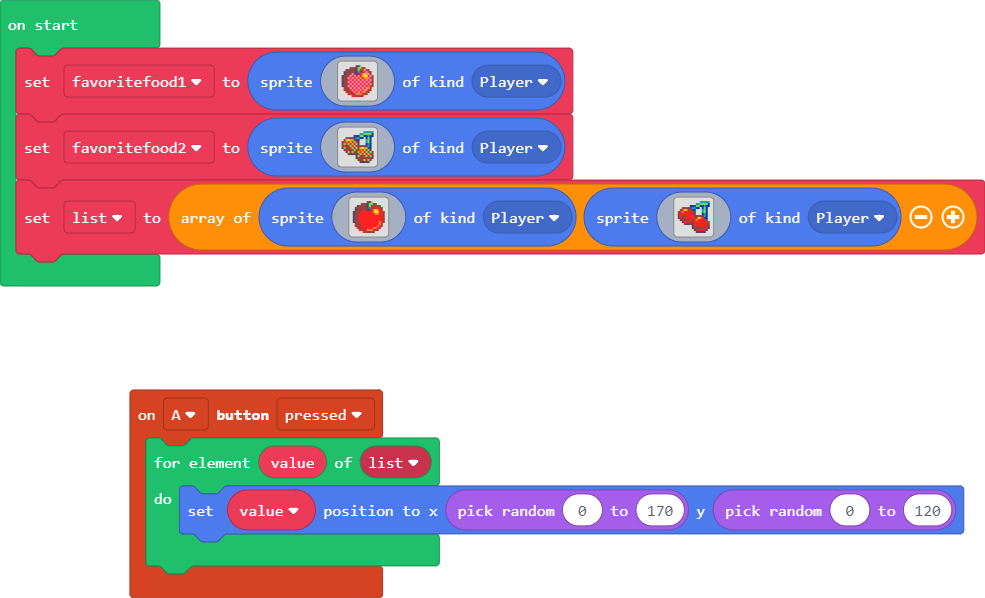 on start
set favoritefood1 to sprite of kind Player
set favoritefood2 to sprite of kind Player
set list to array of sprite of kind Player sprite of kind Player
on A button pressed
for element value of list
do
set value position to x pick random 0 to 170 y pick random 0 to 120